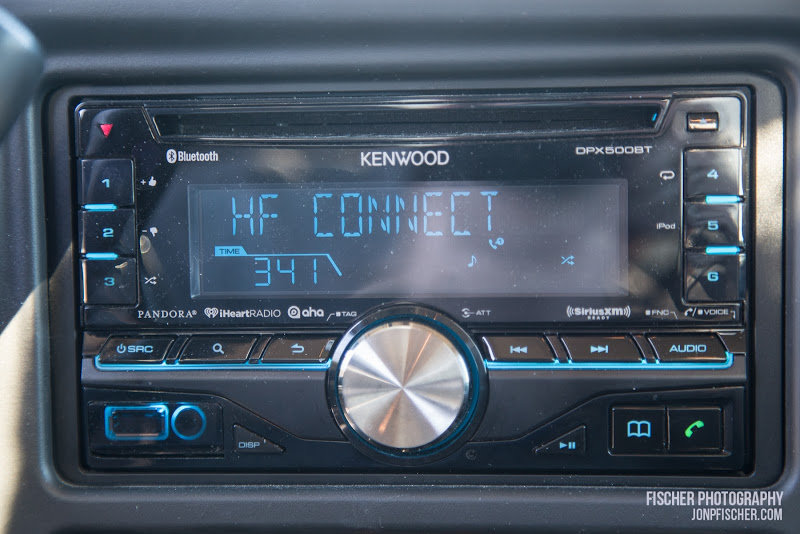 Bluetooth
KENWOOD
DPX500BT
1
2
3
HF CONNECT
TIME
341
4
5
6
iPod
PANDORA®
iHeartRADIO
aha
TAG
ATT
((SiriusXM))
READY
FNC
VOICE
SRC
AUDIO
DISP
FISCHER PHOTOGRAPHY
JONPFISCHER.COM